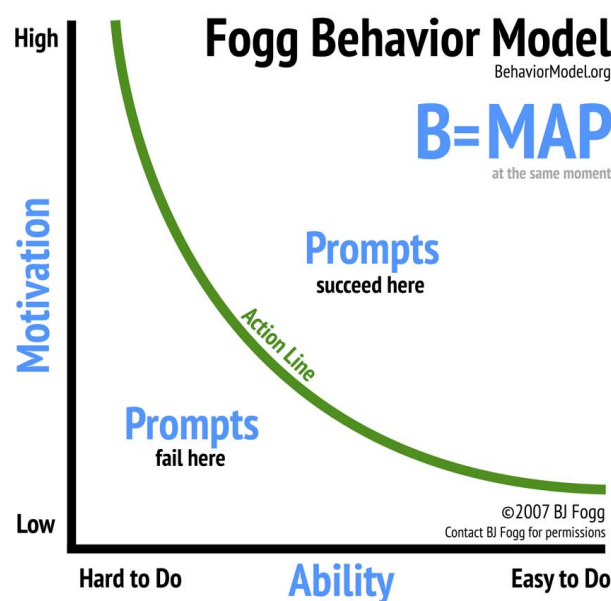 High
Fogg Behavior Model
BehaviorModel.org
B=MAP
at the same moment
Motivation
Prompts
succeed here
Action Line
Prompts
fail here
Low
©2007 BJ Fogg
Contact BJ Fogg for permissions
Hard to Do
Ability
Easy to Do